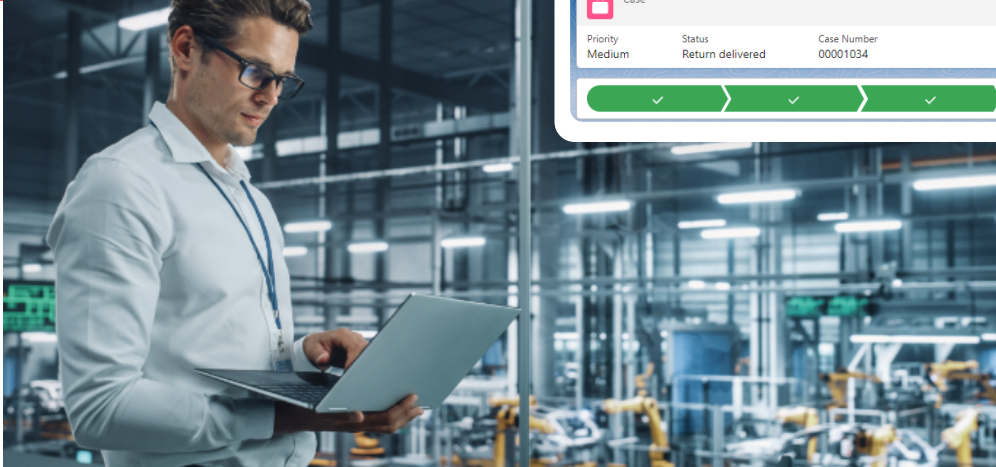 Case
Priority
Status
Case Number
Medium
Return delivered
00001034